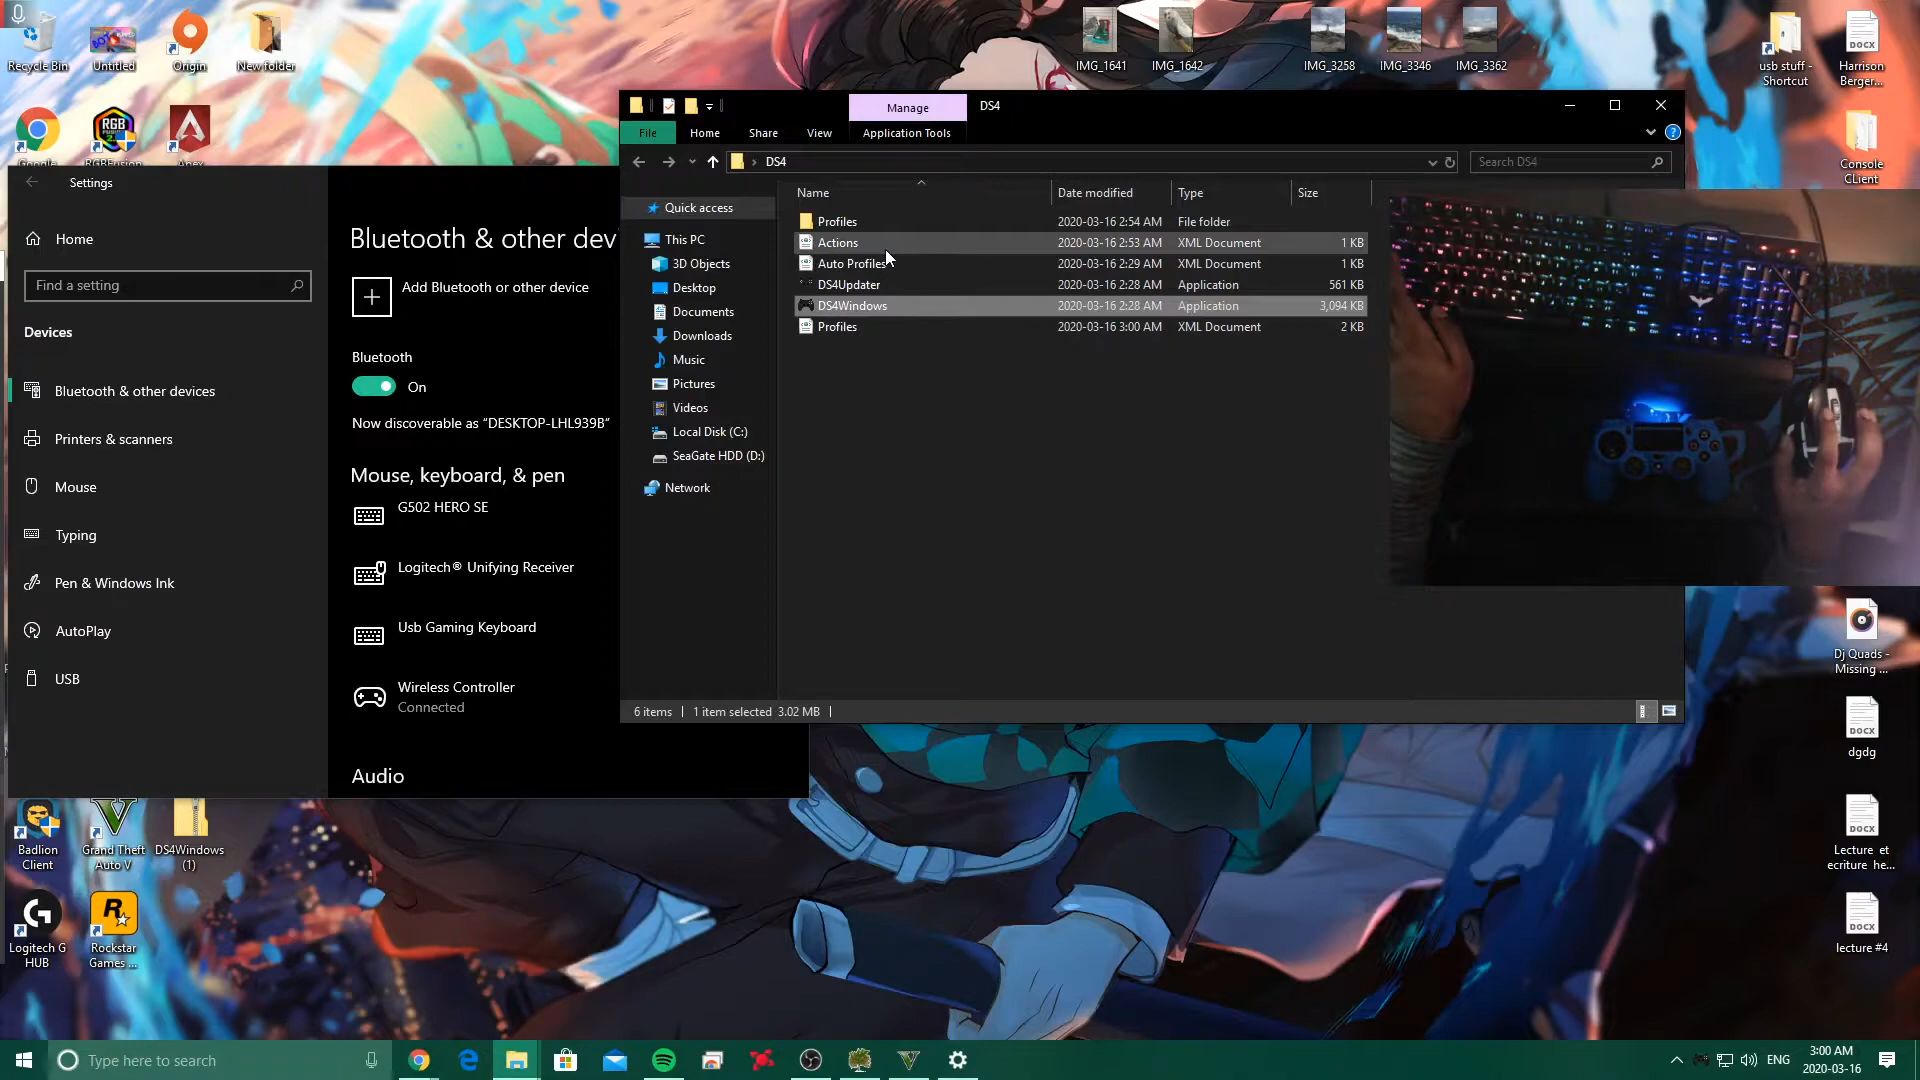 Recycle Bin
Untitled
Origin
New folder
IMG_1641
IMG_1642
IMG_3258
IMG_3346
IMG_3362
usb stuff -
Shortcut
DOCX
Harrison
Berger...
RGB
Google
RGBFusion
Apex
Console
CLient
Manage
DS4
File
Home
Share
View
Application Tools
DS4
Search DS4
Name
Date modified
Type
Size
Quick access
This PC
3D Objects
Desktop
Documents
Downloads
Music
Pictures
Videos
Local Disk (C:)
SeaGate HDD (D:)
Network
Profiles 2020-03-16 2:54 AM File folder
Actions 2020-03-16 2:53 AM XML Document 1 KB
Auto Profiles 2020-03-16 2:29 AM XML Document 1 KB
DS4Updater 2020-03-16 2:28 AM Application 561 KB
DS4Windows 2020-03-16 2:28 AM Application 3,094 KB
Profiles 2020-03-16 3:00 AM XML Document 2 KB
6 items
1 item selected 3.02 MB
Settings
Home
Find a setting
Devices
Bluetooth & other devices
Printers & scanners
Mouse
Typing
Pen & Windows Ink
AutoPlay
USB
Bluetooth & other dev
Add Bluetooth or other device
Bluetooth
On
Now discoverable as “DESKTOP-LHL939B”
Mouse, keyboard, & pen
G502 HERO SE
Logitech® Unifying Receiver
Usb Gaming Keyboard
Wireless Controller
Connected
Audio
Dj Quads -
Missing ...
DOCX
dgdg
DOCX
Lecture et
ecriture he...
DOCX
lecture #4
Badlion
Client
Grand Theft
Auto V
DS4Windows
(1)
Logitech G
HUB
Rockstar
Games ...
Type here to search
ENG
3:00 AM
2020-03-16